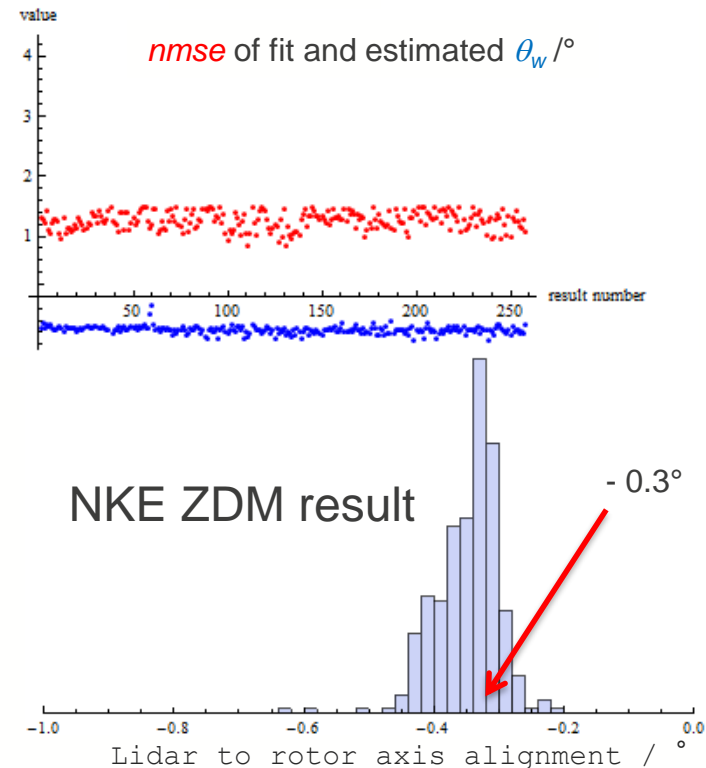 value
nmse of fit and estimated θw /°
4
3
2
1
50 100 150 200 250 result number
NKE ZDM result
- 0.3°
-1.0 -0.8 -0.6 -0.4 -0.2 0.0
Lidar to rotor axis alignment / °